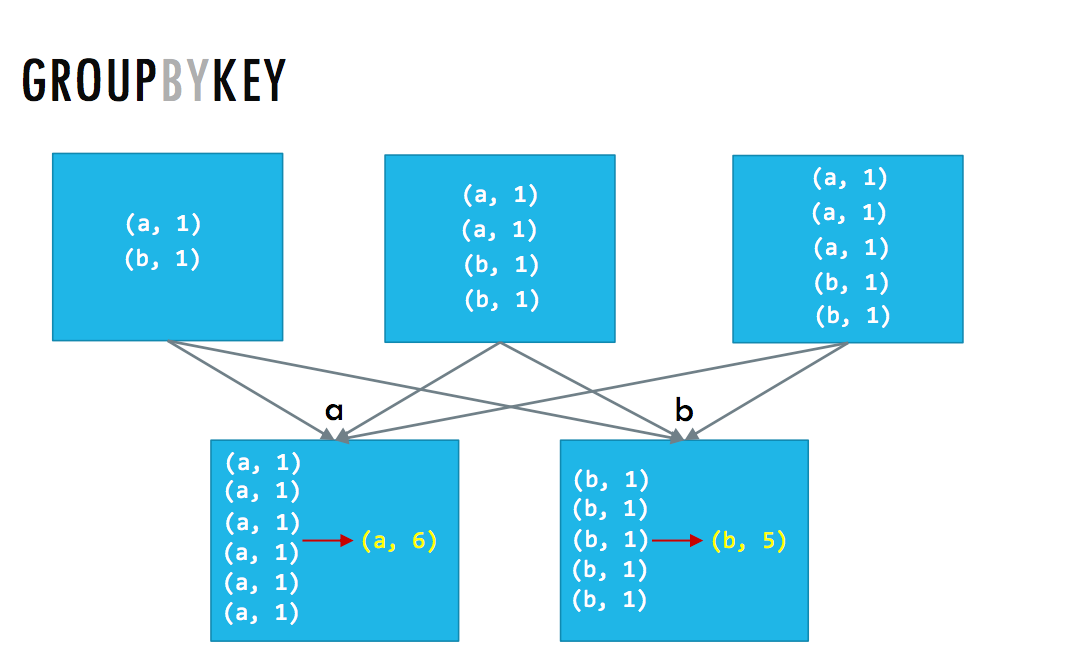 GROUPBYKEY
(a, 1)
(b, 1)
(a, 1)
(a, 1)
(b, 1)
(b, 1)
(a, 1)
(a, 1)
(a, 1)
(b, 1)
(b, 1)
a
b
(a, 1)
(a, 1)
(a, 1)
(a, 1)
(a, 1)
(a, 1)
(a, 6)
(b, 1)
(b, 1)
(b, 1)
(b, 1)
(b, 1)
(b, 5)